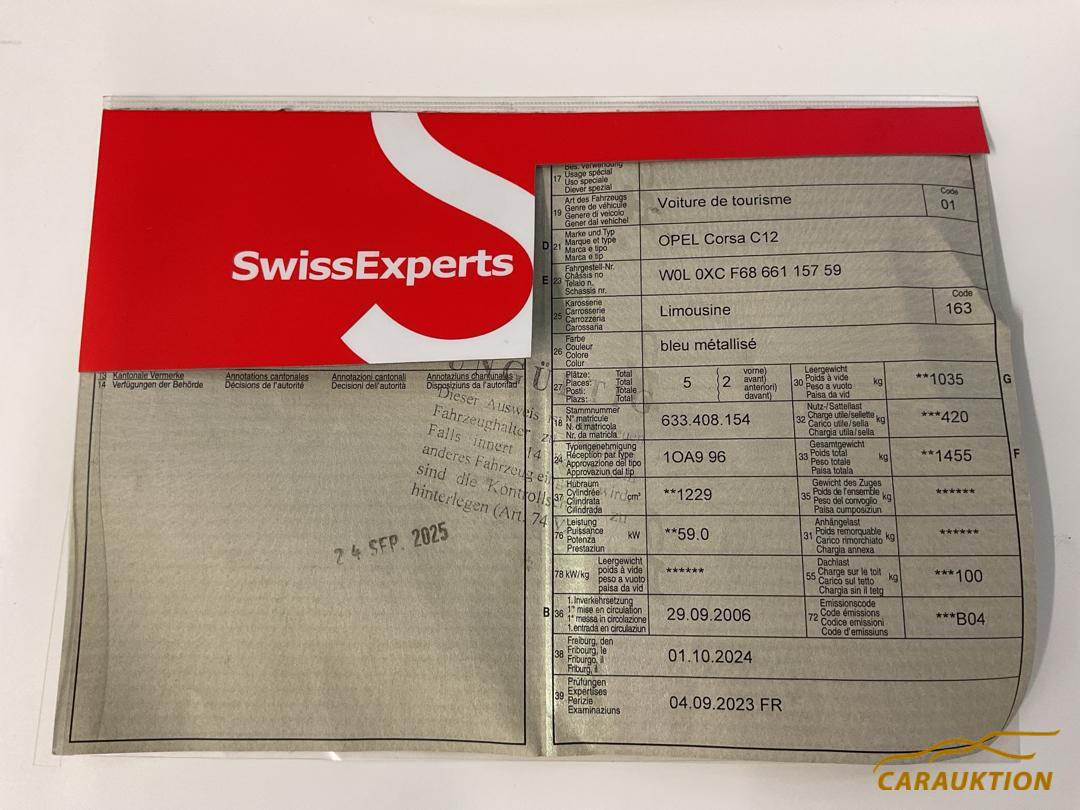 SwissExperts
13 Kantonale Vermerke Annotations cantonales Annotazioni cantonali Annotaziuns chantunalas
14 Verfügungen der Behörde Décisions de l'autorité Decisioni dell'autorità Disposiziuns da l'autoritad
Dieser Ausweis
Fahrzeughalter
Falls innert 14
anderes Fahrzeug
sind die Kontrolls
hinterlegen (Art. 74
24 SEP. 2025
17 Bes. Verwendung
Usage spécial
Uso speciale
Diever spezial
19 Art des Fahrzeugs
Genre de véhicule
Genere di veicolo
Gener dal vehichel
Voiture de tourisme
Code
01
D 21 Marke und Typ
Marque et type
Marca e tipo
Marca e tip
OPEL Corsa C12
E 23 Fahrgestell-Nr.
Châssis no
Telaio n.
Schassis nr.
W0L 0XC F68 661 157 59
25 Karosserie
Carrosserie
Carrozzeria
Carossaria
Limousine
Code
163
26 Farbe
Couleur
Colore
Colur
bleu métallisé
27 Plätze: Total
Places: Total
Posti: Totale
Plazs: Total
5 (2 vorne)
avant)
anteriori)
davant)
30 Leergewicht
Poids à vide
Peso a vuoto
Paisa da vid
kg
**1035
G
18 Stammnummer
N° matricule
N. di matricola
Nr. da matricla
633.408.154
32 Nutz-/Sattellast
Charge utile/sellette
Carico utile/sella
Chargia utila/sella
kg
***420
24 Typengenehmigung
Réception par type
Approvazione del tipo
Approvaziun dal tip
1OA9 96
33 Gesamtgewicht
Poids total
Peso totale
Paisa totala
kg
**1455
F
37 Hubraum
Cylindrée
Cilindrata
Cilindrade
cm³
**1229
35 Gewicht des Zuges
Poids de l'ensemble
Peso del convoglio
Paisa cumposiziun
kg
******
76 Leistung
Puissance
Potenza
Prestaziun
kW
**59.0
31 Anhängelast
Poids remorquable
Carico rimorchiato
Chargia annexa
kg
******
78 kW/kg
Leergewicht
poids à vide
peso a vuoto
paisa da vid
******
55 Dachlast
Charge sur le toit
Carico sul tetto
Chargia sin il tetg
kg
***100
B 36 1.Inverkehrsetzung
1re mise en circulation
1a messa in circolazione
1.entrada en circulaziun
29.09.2006
72 Emissionscode
Code émissions
Codice emissioni
Code d'emissiuns
***B04
38 Freiburg, den
Fribourg, le
Friburgo, il
Friburg, il
01.10.2024
39 Prüfungen
Expertises
Perizie
Examinaziuns
04.09.2023 FR
CARAUKTION